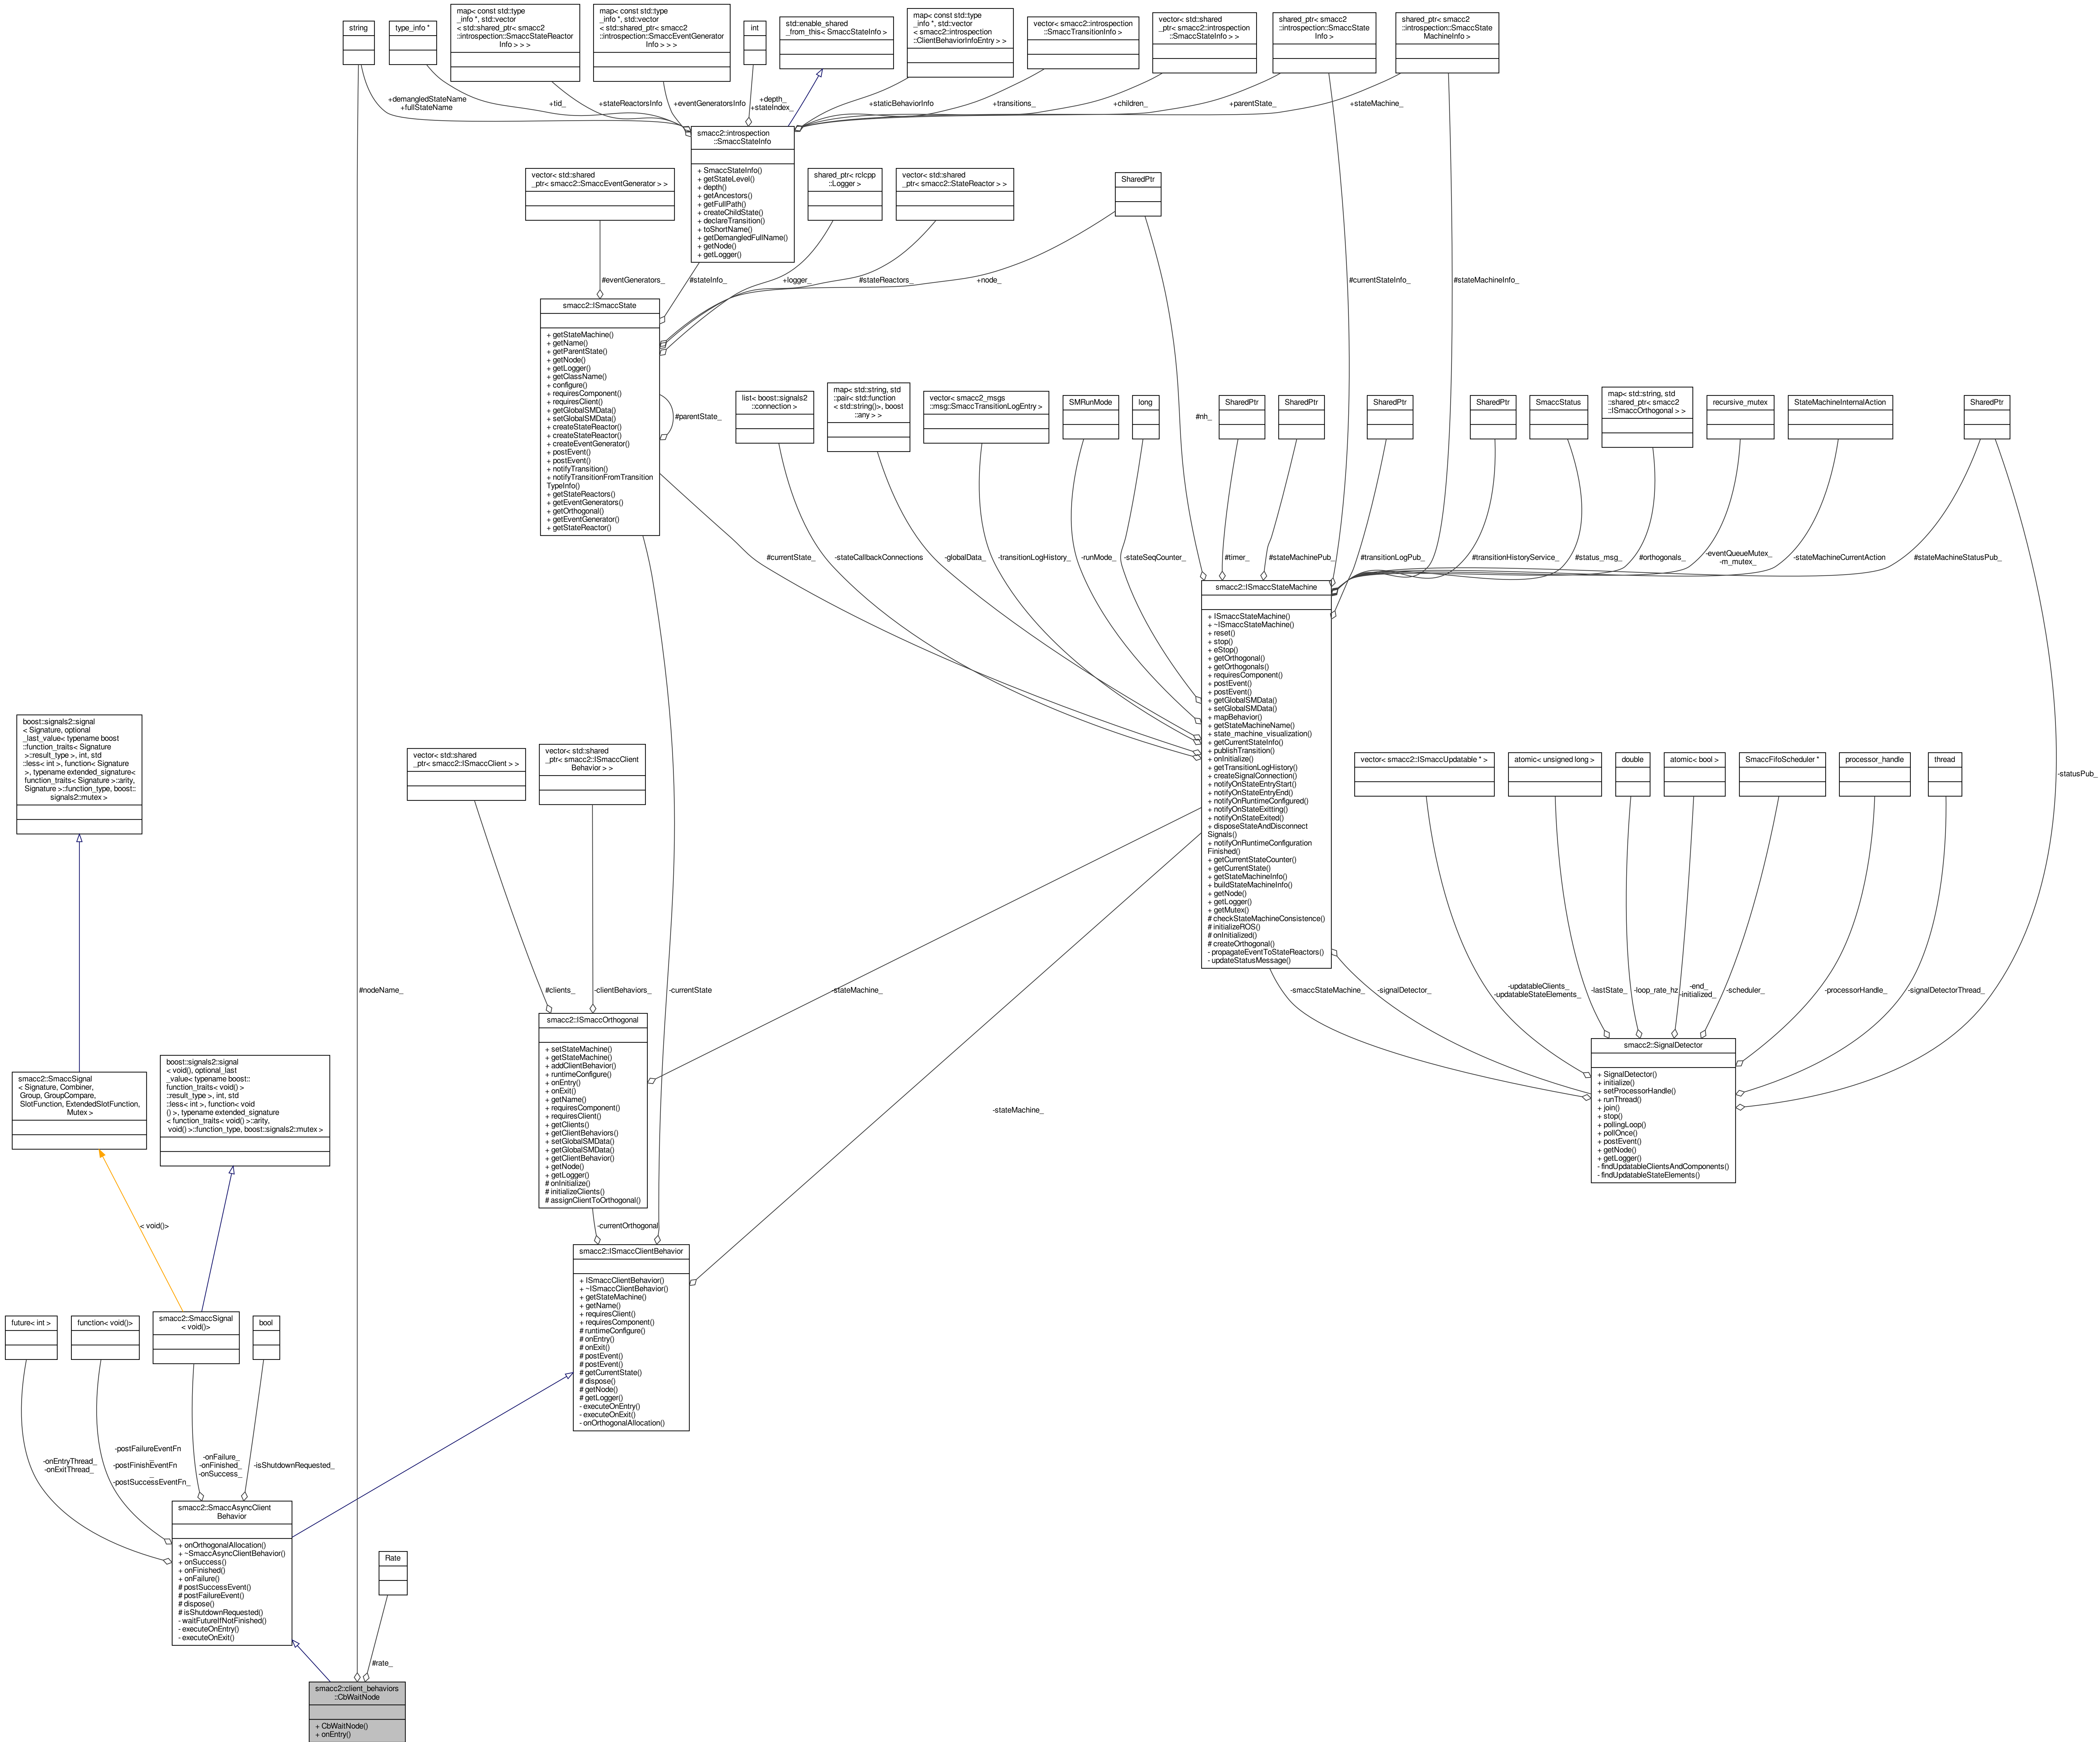 string
type_info *
map< const std::type
_info *, std::vector
< std::shared_ptr< smacc2
::introspection::SmaccStateReactor
Info > > >
map< const std::type
_info *, std::vector
< std::shared_ptr< smacc2
::introspection::SmaccEventGenerator
Info > > >
int
std::enable_shared
_from_this< SmaccStateInfo >
map< const std::type
_info *, std::vector
< smacc2::introspection
::ClientBehaviorInfoEntry > >
vector< smacc2::introspection
::SmaccTransitionInfo >
vector< std::shared
_ptr< smacc2::introspection
::SmaccStateInfo > >
shared_ptr< smacc2
::introspection::SmaccState
Info >
shared_ptr< smacc2
::introspection::SmaccState
MachineInfo >
+demangledStateName
+fullStateName
+tid_
+stateReactorsInfo
+eventGeneratorsInfo
+depth_
+stateIndex_
+staticBehaviorInfo
+transitions_
+children_
+parentState_
+stateMachine_
smacc2::introspection
::SmaccStateInfo
+ SmaccStateInfo()
+ getStateLevel()
+ depth()
+ getAncestors()
+ getFullPath()
+ createChildState()
+ declareTransition()
+ toShortName()
+ getDemangledFullName()
+ getNode()
+ getLogger()
vector< std::shared
_ptr< smacc2::SmaccEventGenerator > >
shared_ptr< rclcpp
::Logger >
vector< std::shared
_ptr< smacc2::StateReactor > >
SharedPtr
#eventGenerators_
#stateInfo_
+logger_
#stateReactors_
+node_
#currentStateInfo_
#stateMachineInfo_
smacc2::ISmaccState
+ getStateMachine()
+ getName()
+ getParentState()
+ getNode()
+ getLogger()
+ getClassName()
+ configure()
+ requiresComponent()
+ requiresClient()
+ getGlobalSMData()
+ setGlobalSMData()
+ createStateReactor()
+ createStateReactor()
+ createEventGenerator()
+ postEvent()
+ postEvent()
+ notifyTransition()
+ notifyTransitionFromTransition
TypeInfo()
+ getStateReactors()
+ getEventGenerators()
+ getOrthogonal()
+ getEventGenerator()
+ getStateReactor()
#parentState_
list< boost::signals2
::connection >
map< std::string, std
::pair< std::function
< std::string()>, boost
::any > >
vector< smacc2_msgs
::msg::SmaccTransitionLogEntry >
SMRunMode
long
#nh_
SharedPtr
SharedPtr
SharedPtr
SharedPtr
SmaccStatus
map< std::string, std
::shared_ptr< smacc2
::ISmaccOrthogonal > >
recursive_mutex
StateMachineInternalAction
SharedPtr
#currentState_
-stateCallbackConnections
-globalData_
-transitionLogHistory_
-runMode_
-stateSeqCounter_
#timer_
#stateMachinePub_
#transitionLogPub_
#transitionHistoryService_
#status_msg_
#orthogonals_
-eventQueueMutex_
-m_mutex_
-stateMachineCurrentAction
#stateMachineStatusPub_
smacc2::ISmaccStateMachine
+ ISmaccStateMachine()
+ ~ISmaccStateMachine()
+ reset()
+ stop()
+ eStop()
+ getOrthogonal()
+ getOrthogonals()
+ requiresComponent()
+ postEvent()
+ postEvent()
+ getGlobalSMData()
+ setGlobalSMData()
+ mapBehavior()
+ getStateMachineName()
+ state_machine_visualization()
+ getCurrentStateInfo()
+ publishTransition()
+ onInitialize()
+ getTransitionLogHistory()
+ createSignalConnection()
+ notifyOnStateEntryStart()
+ notifyOnStateEntryEnd()
+ notifyOnRuntimeConfigured()
+ notifyOnStateExitting()
+ notifyOnStateExited()
+ disposeStateAndDisconnect
Signals()
+ notifyOnRuntimeConfiguration
Finished()
+ getCurrentStateCounter()
+ getCurrentState()
+ getStateMachineInfo()
+ buildStateMachineInfo()
+ getNode()
+ getLogger()
+ getMutex()
# checkStateMachineConsistence()
# initializeROS()
# onInitialized()
# createOrthogonal()
- propagateEventToStateReactors()
- updateStatusMessage()
boost::signals2::signal
< Signature, optional
_last_value< typename boost
::function_traits< Signature
>::result_type >, int, std
::less< int >, function< Signature
>, typename extended_signature<
function_traits< Signature >::arity,
Signature >::function_type, boost::
signals2::mutex >
vector< std::shared
_ptr< smacc2::ISmaccClient > >
vector< std::shared
_ptr< smacc2::ISmaccClient
Behavior > >
vector< smacc2::ISmaccUpdatable * >
atomic< unsigned long >
double
atomic< bool >
SmaccFifoScheduler *
processor_handle
thread
-statusPub_
#nodeName_
#clients_
-clientBehaviors_
-currentState
-stateMachine_
-smaccStateMachine_
-signalDetector_
-updatableClients_
-updatableStateElements_
-lastState_
-loop_rate_hz
-end_
-initialized_
-scheduler_
-processorHandle_
-signalDetectorThread_
smacc2::ISmaccOrthogonal
+ setStateMachine()
+ getStateMachine()
+ addClientBehavior()
+ runtimeConfigure()
+ onEntry()
+ onExit()
+ getName()
+ requiresComponent()
+ requiresClient()
+ getClients()
+ getClientBehaviors()
+ setGlobalSMData()
+ getGlobalSMData()
+ getClientBehavior()
+ getNode()
+ getLogger()
# onInitialize()
# initializeClients()
# assignClientToOrthogonal()
smacc2::SignalDetector
+ SignalDetector()
+ initialize()
+ setProcessorHandle()
+ runThread()
+ join()
+ stop()
+ pollingLoop()
+ pollOnce()
+ postEvent()
+ getNode()
+ getLogger()
- findUpdatableClientsAndComponents()
- findUpdatableStateElements()
smacc2::SmaccSignal
< Signature, Combiner,
Group, GroupCompare,
SlotFunction, ExtendedSlotFunction,
Mutex >
boost::signals2::signal
< void(), optional_last
_value< typename boost::
function_traits< void() >
::result_type >, int, std
::less< int >, function< void
() >, typename extended_signature
< function_traits< void() >::arity,
void() >::function_type, boost::signals2::mutex >
-stateMachine_
< void()>
-currentOrthogonal
smacc2::ISmaccClientBehavior
+ ISmaccClientBehavior()
+ ~ISmaccClientBehavior()
+ getStateMachine()
+ getName()
+ requiresClient()
+ requiresComponent()
# runtimeConfigure()
# onEntry()
# onExit()
# postEvent()
# postEvent()
# getCurrentState()
# dispose()
# getNode()
# getLogger()
- executeOnEntry()
- executeOnExit()
- onOrthogonalAllocation()
future< int >
function< void()>
smacc2::SmaccSignal
< void()>
bool
-onEntryThread_
-onExitThread_
-postFailureEventFn
_
-postFinishEventFn
_
-postSuccessEventFn_
-onFailure_
-onFinished_
-onSuccess_
-isShutdownRequested_
smacc2::SmaccAsyncClient
Behavior
+ onOrthogonalAllocation()
+ ~SmaccAsyncClientBehavior()
+ onSuccess()
+ onFinished()
+ onFailure()
# postSuccessEvent()
# postFailureEvent()
# dispose()
# isShutdownRequested()
- waitFutureIfNotFinished()
- executeOnEntry()
- executeOnExit()
Rate
#rate_
smacc2::client_behaviors
::CbWaitNode
+ CbWaitNode()
+ onEntry()